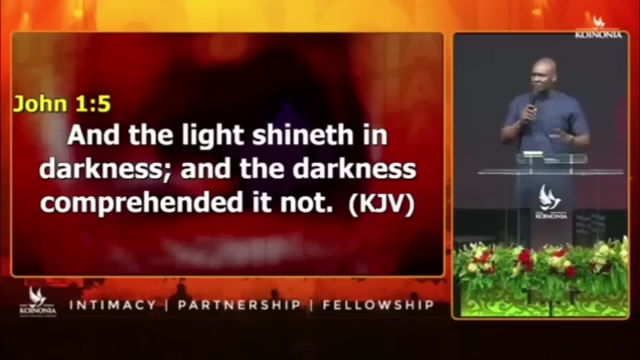 KOINONIA
John 1:5
And the light shineth in
darkness; and the darkness
comprehended it not. (KJV)
KOINONIA
KOINONIA
INTIMACY | PARTNERSHIP | FELLOWSHIP